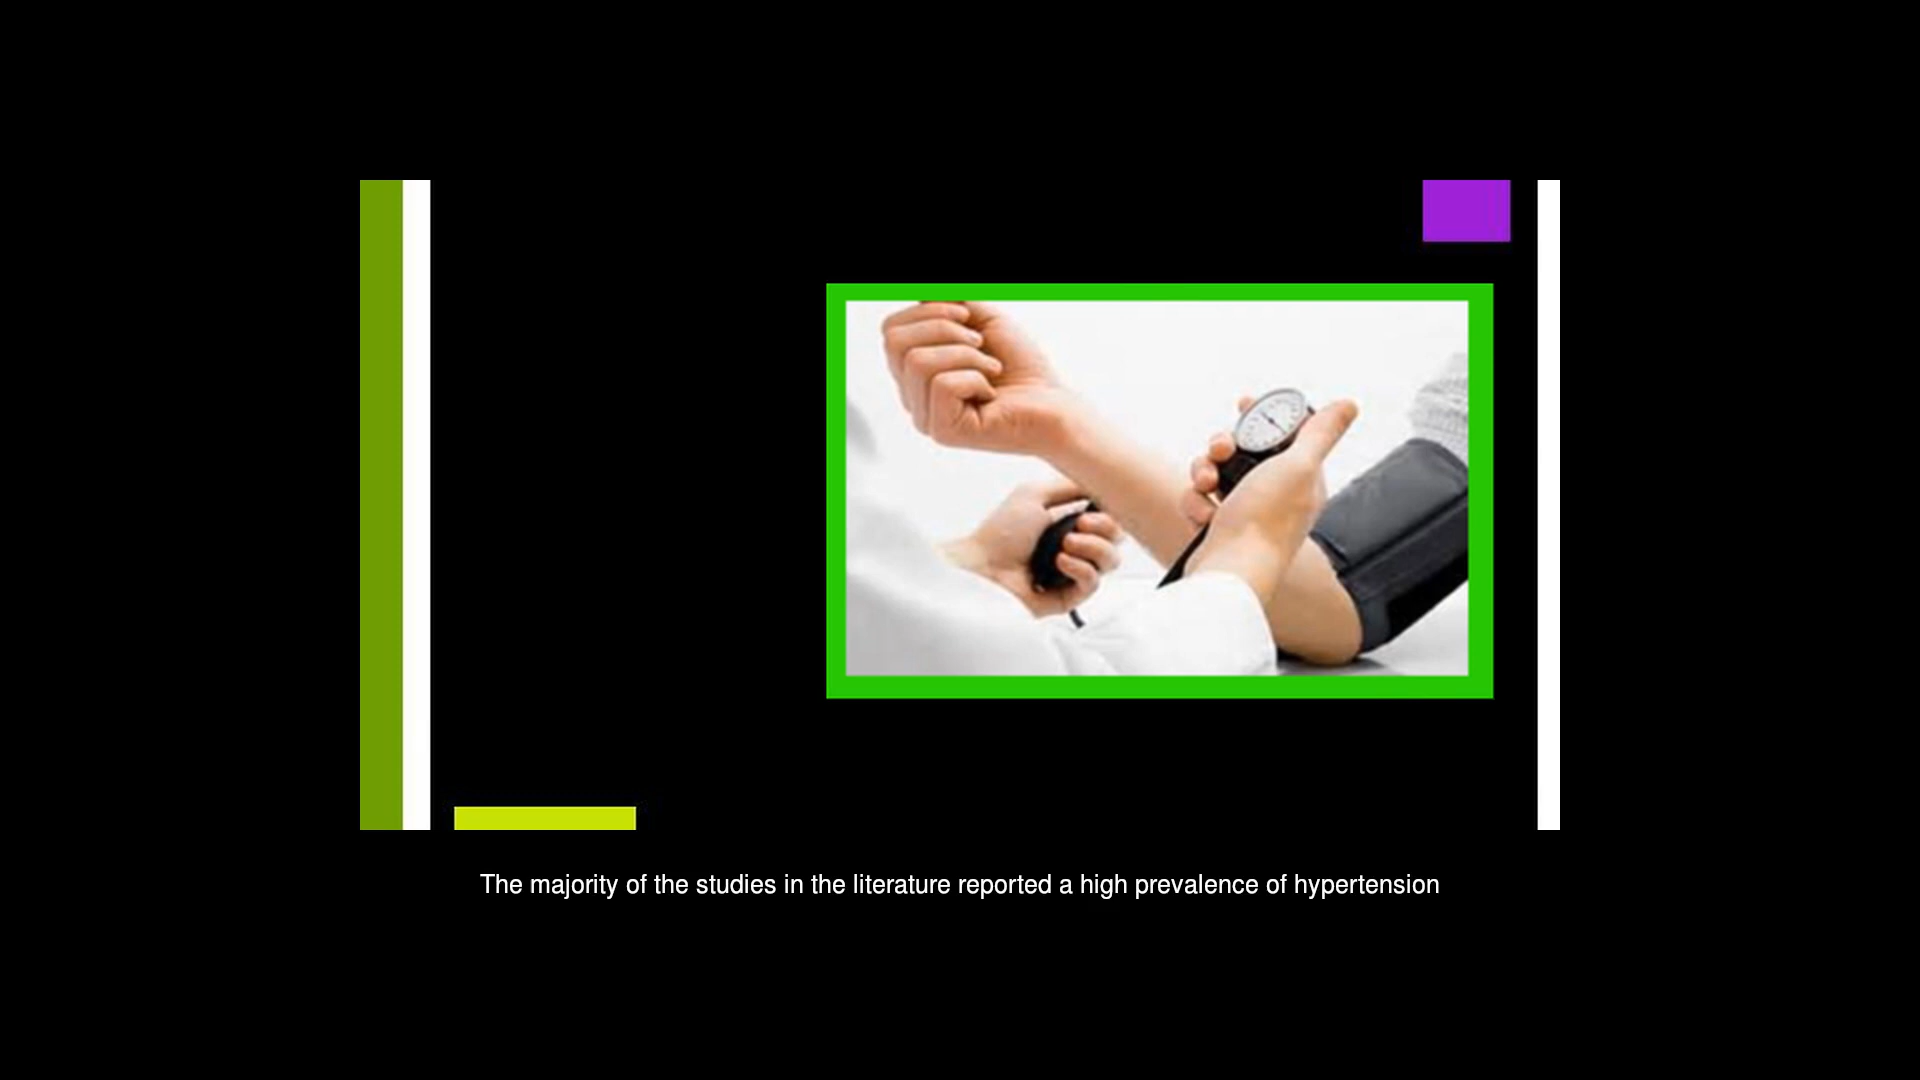 The majority of the studies in the literature reported a high prevalence of hypertension